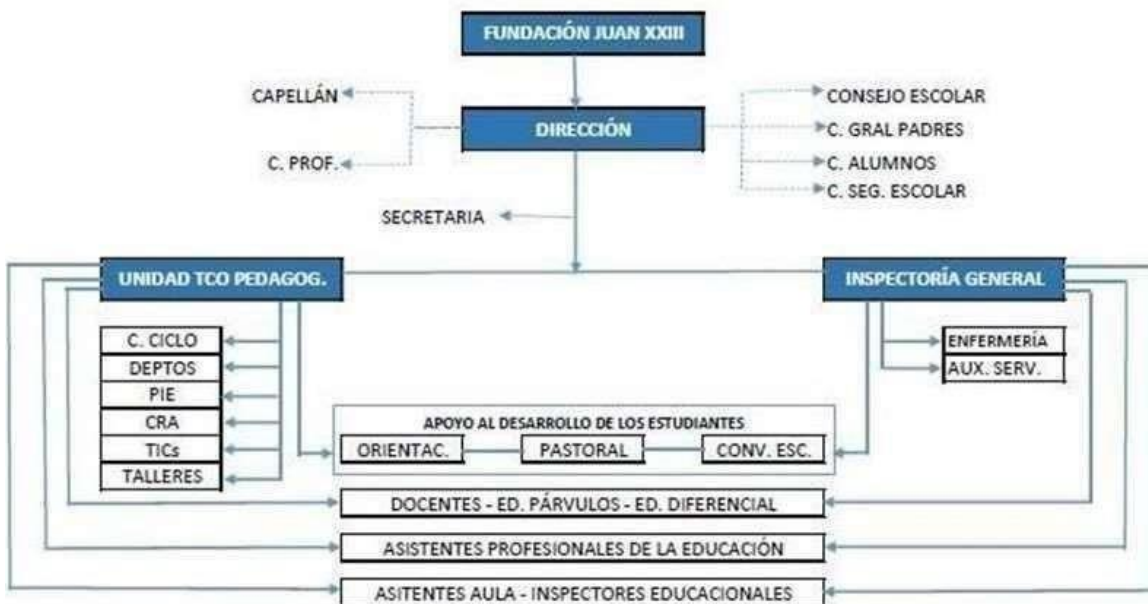 FUNDACIÓN JUAN XXIII
CAPELLÁN
CONSEJO ESCOLAR
DIRECCIÓN
C. GRAL PADRES
C. PROF.
C. ALUMNOS
C. SEG. ESCOLAR
SECRETARIA
UNIDAD TCO PEDAGOG.
INSPECTORÍA GENERAL
C. CICLO
DEPTOS
PIE
CRA
TICs
TALLERES
ENFERMERÍA
AUX. SERV.
APOYO AL DESARROLLO DE LOS ESTUDIANTES
ORIENTAC.
PASTORAL
CONV. ESC.
DOCENTES - ED. PÁRVULOS - ED. DIFERENCIAL
ASISTENTES PROFESIONALES DE LA EDUCACIÓN
ASITENTES AULA - INSPECTORES EDUCACIONALES